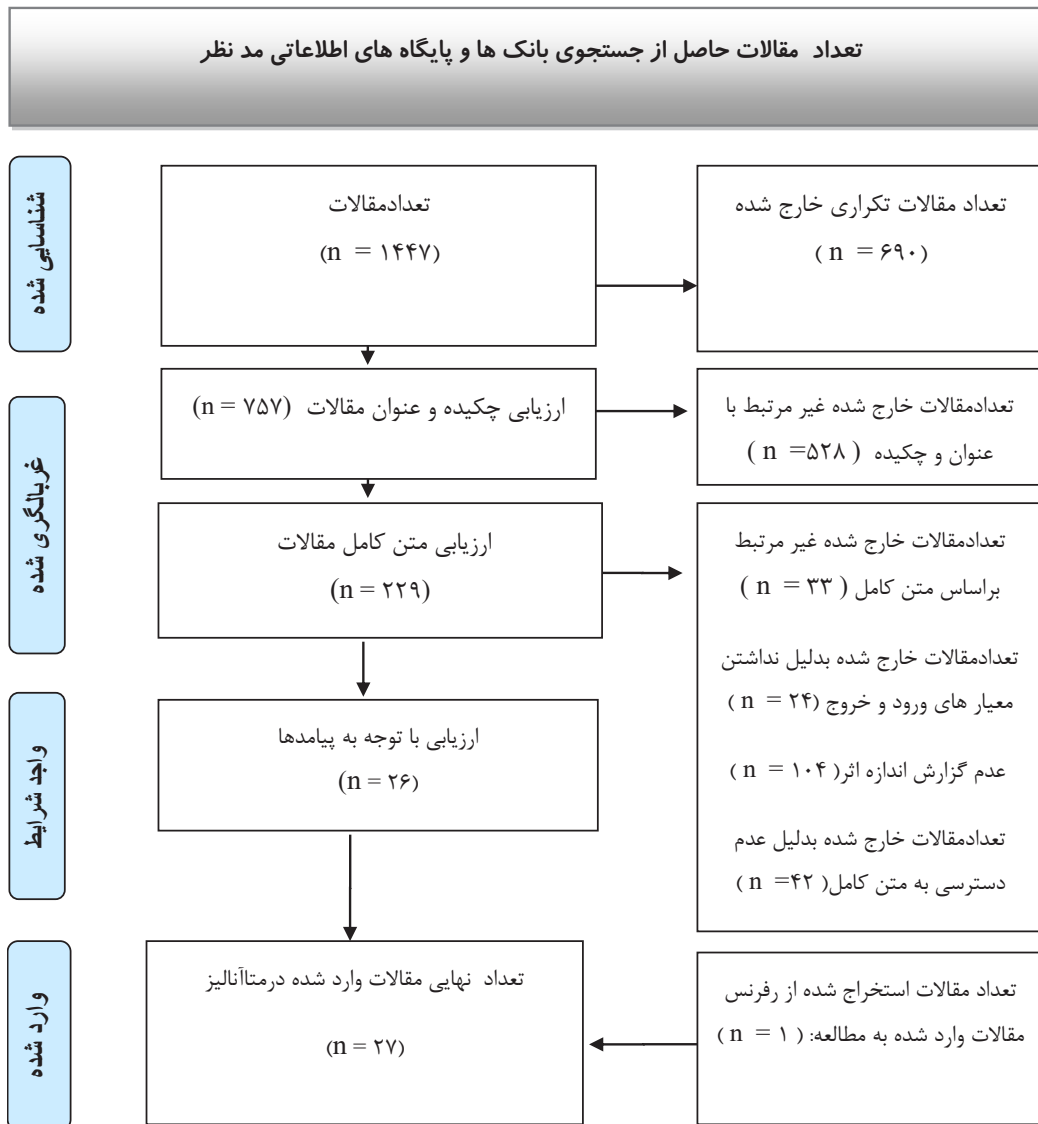 تعداد مقالات حاصل از جستجوی بانک ها و پایگاه های اطلاعاتی مد نظر
شناسایی شده
تعدادمقالات
(n = ۱۴۴۷)
تعداد مقالات تکراری خارج شده
( n = ۶۹۰)
غربالگری شده
ارزیابی چکیده و عنوان مقالات (n = ۷۵۷)
تعدادمقالات خارج شده غیر مرتبط با
عنوان و چکیده ( n =۵۲۸ )
ارزیابی متن کامل مقالات
(n = ۲۲۹)
تعدادمقالات خارج شده غیر مرتبط
براساس متن کامل ( n = ۳۳ )
تعدادمقالات خارج شده بدلیل نداشتن
معیار های ورود و خروج (n = ۲۴ )
عدم گزارش اندازه اثر( n = ۱۰۴ )
تعدادمقالات خارج شده بدلیل عدم
دسترسی به متن کامل( n =۴۲ )
واجد شرایط
ارزیابی با توجه به پیامدها
(n = ۲۶)
وارد شده
تعداد نهایی مقالات وارد شده درمتاآنالیز
(n = ۲۷)
تعداد مقالات استخراج شده از رفرنس
مقالات وارد شده به مطالعه: ( n = ۱ )